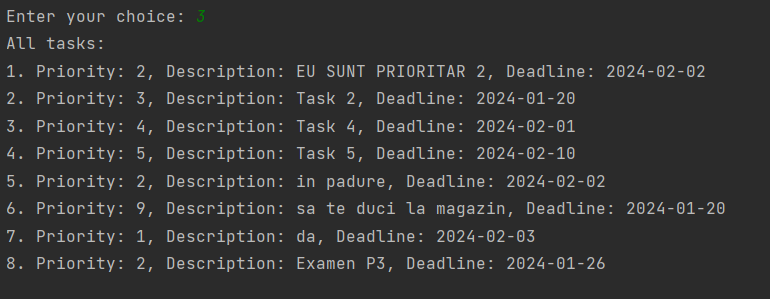 Enter your choice: 3
All tasks:
1. Priority: 2, Description: EU SUNT PRIORITAR 2, Deadline: 2024-02-02
2. Priority: 3, Description: Task 2, Deadline: 2024-01-20
3. Priority: 4, Description: Task 4, Deadline: 2024-02-01
4. Priority: 5, Description: Task 5, Deadline: 2024-02-10
5. Priority: 2, Description: in padure, Deadline: 2024-02-02
6. Priority: 9, Description: sa te duci la magazin, Deadline: 2024-01-20
7. Priority: 1, Description: da, Deadline: 2024-02-03
8. Priority: 2, Description: Examen P3, Deadline: 2024-01-26